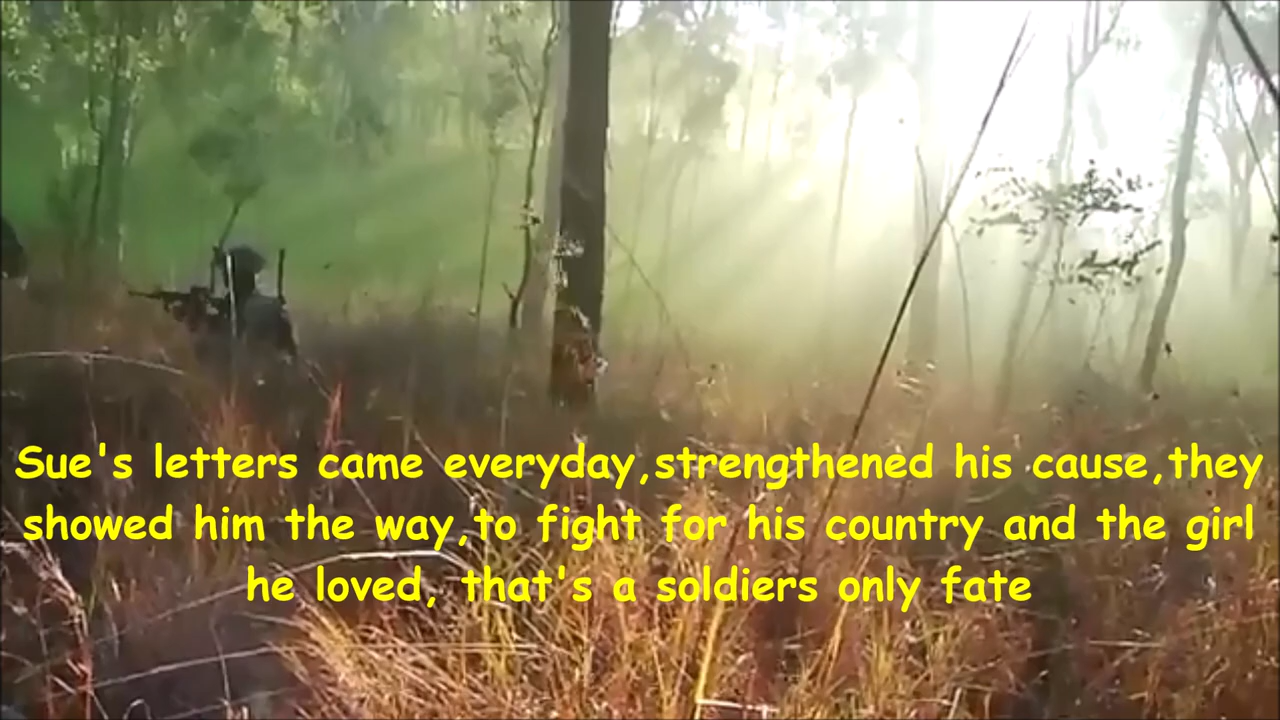 Sue's letters came everyday,strengthened his cause,they
showed him the way,to fight for his country and the girl
he loved, that's a soldiers only fate